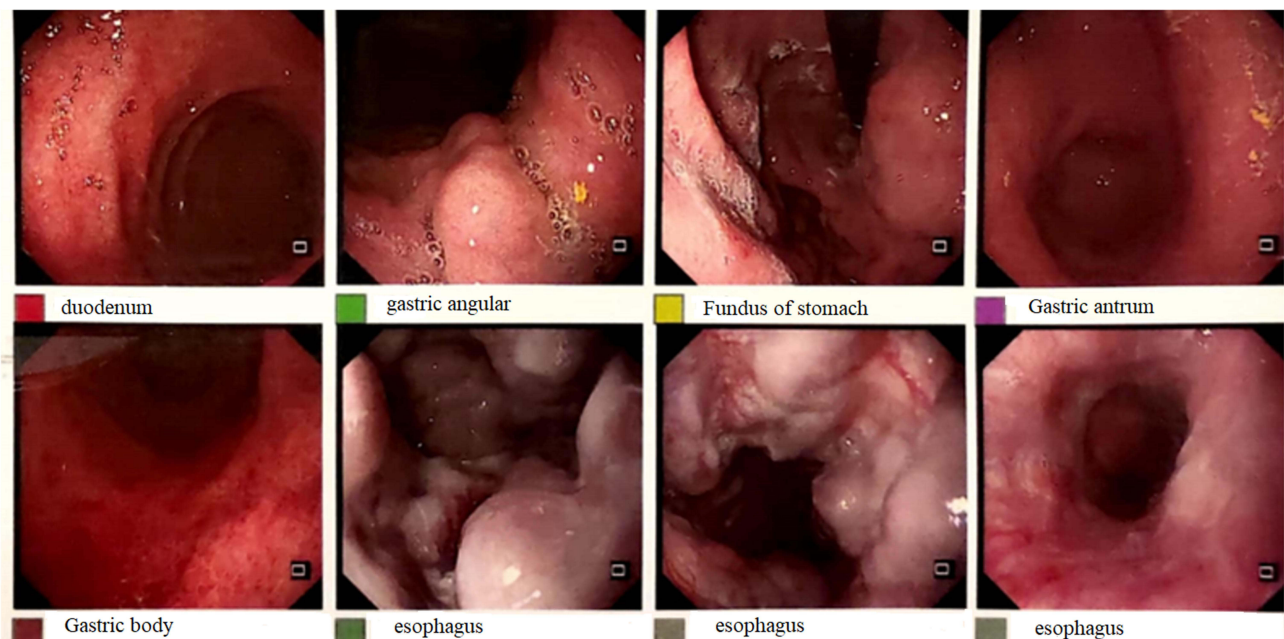 duodenum
gastric angular
Fundus of stomach
Gastric antrum
Gastric body
esophagus
esophagus
esophagus